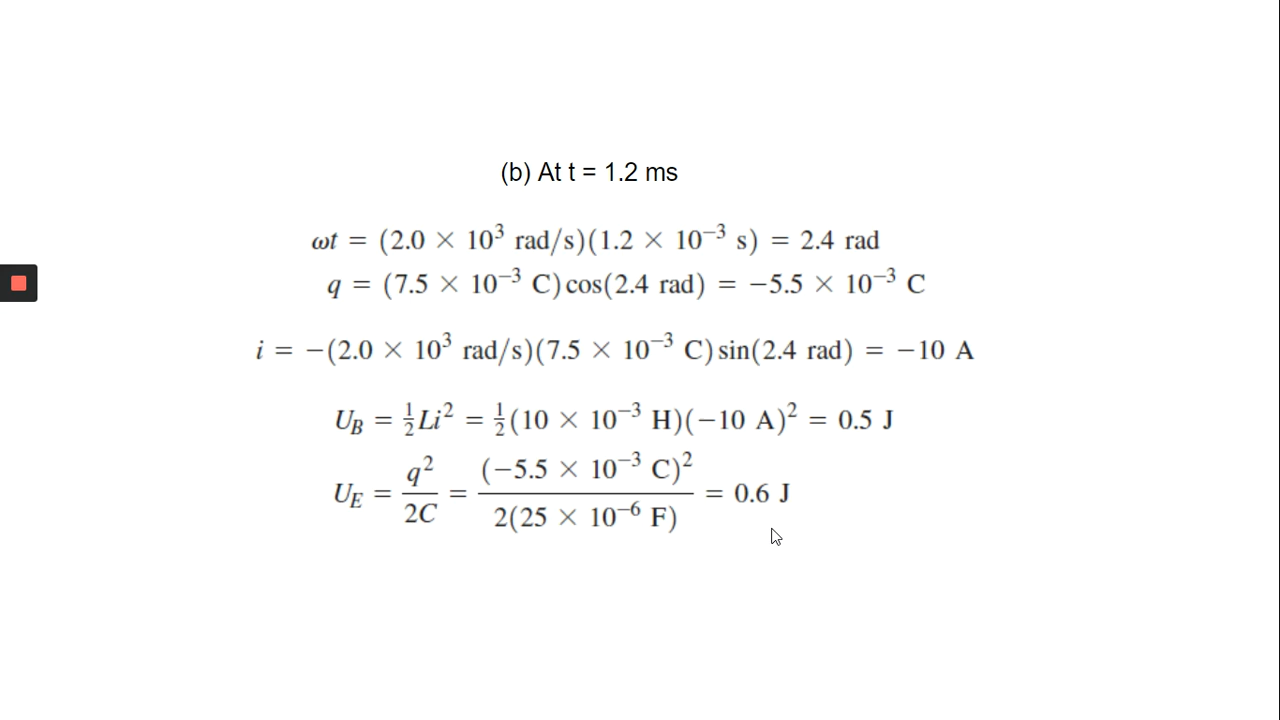 (b) At t = 1.2 ms
ωt = (2.0 × 10³ rad/s)(1.2 × 10⁻³ s) = 2.4 rad
q = (7.5 × 10⁻³ C) cos(2.4 rad) = −5.5 × 10⁻³ C
i = −(2.0 × 10³ rad/s)(7.5 × 10⁻³ C) sin(2.4 rad) = −10 A
U_B = ½Li² = ½(10 × 10⁻³ H)(−10 A)² = 0.5 J
U_E = q²/2C = (−5.5 × 10⁻³ C)²/2(25 × 10⁻⁶ F) = 0.6 J